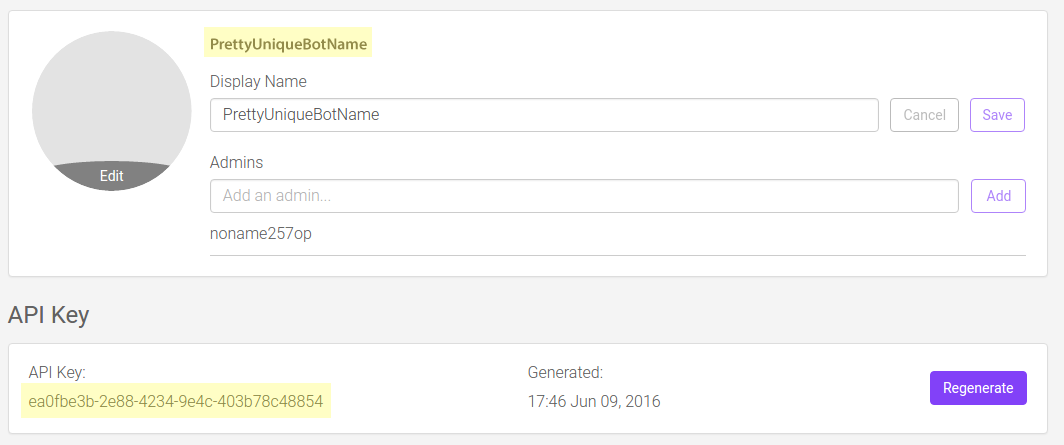 PrettyUniqueBotName
Display Name
PrettyUniqueBotName
Cancel
Save
Edit
Admins
Add an admin...
Add
noname257op
API Key
API Key:
Generated:
ea0fbe3b-2e88-4234-9e4c-403b78c48854
17:46 Jun 09, 2016
Regenerate